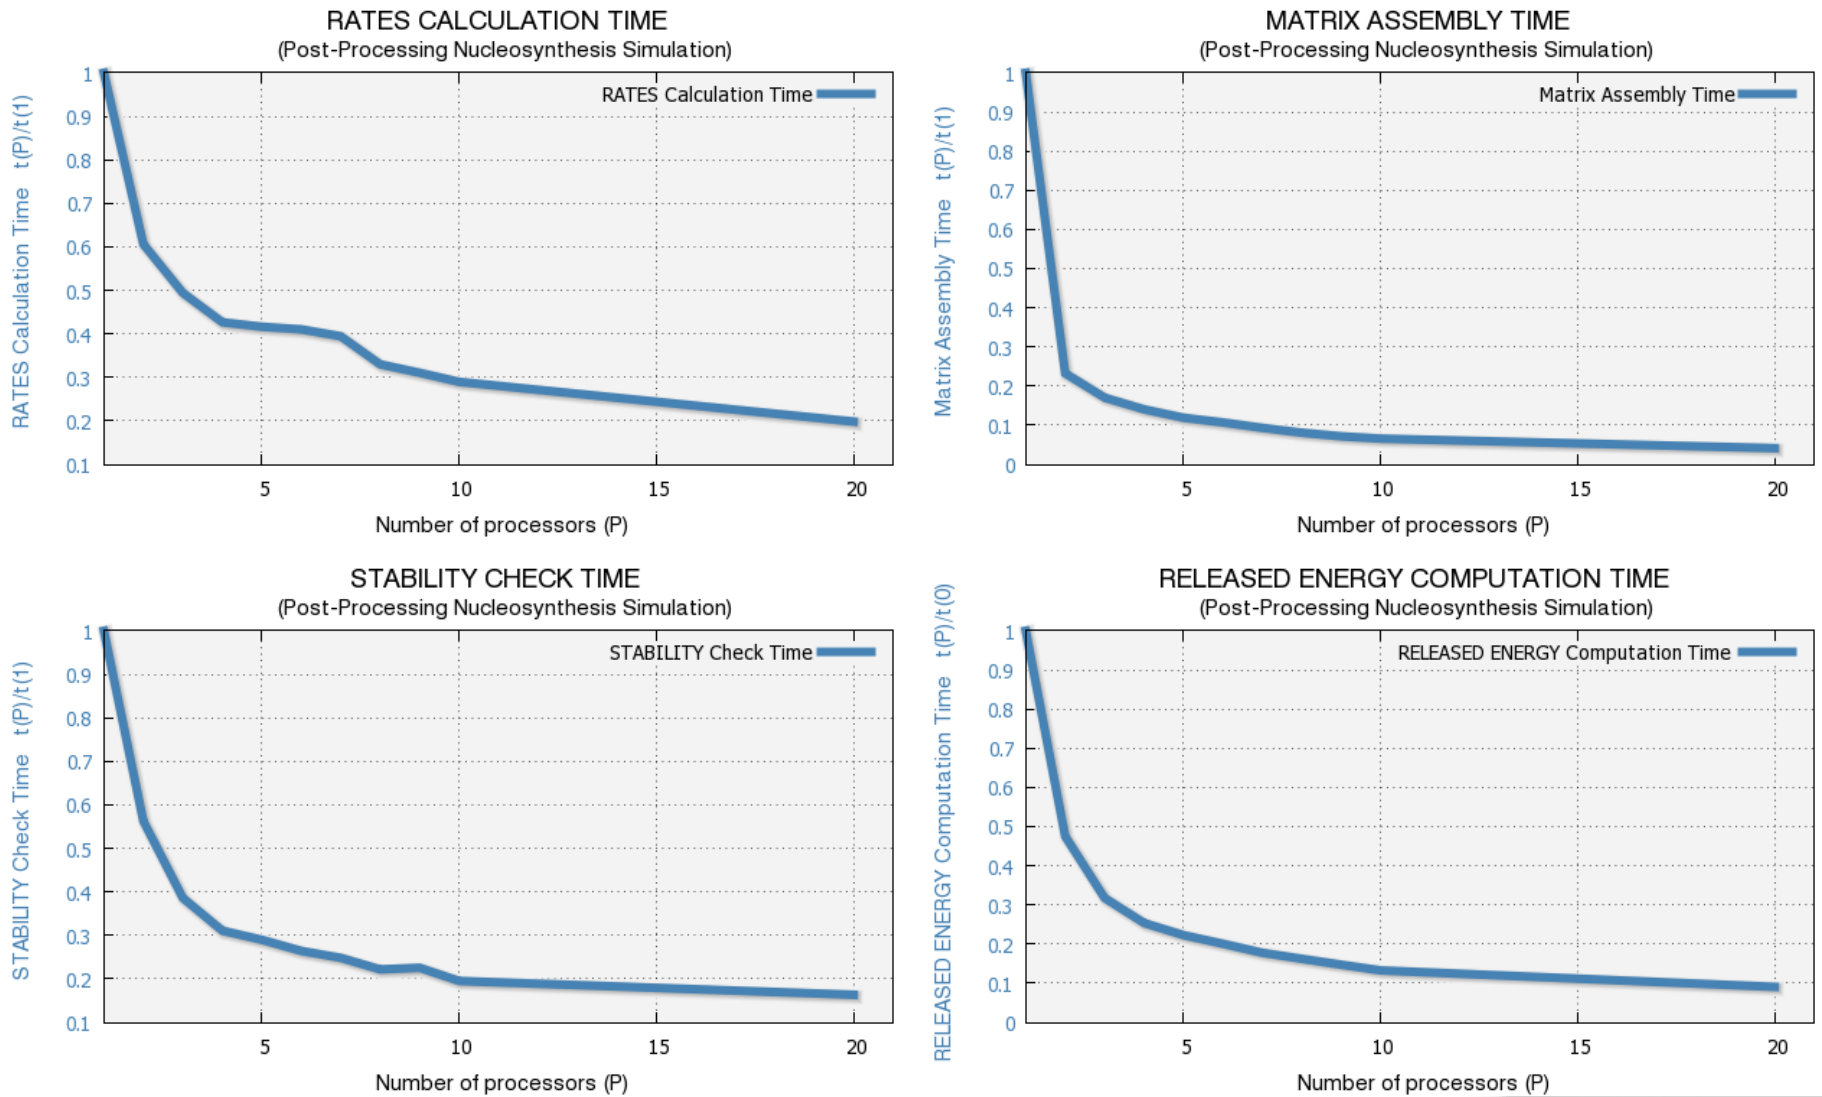 RATES CALCULATION TIME
(Post-Processing Nucleosynthesis Simulation)
RATES Calculation Time t(P)/t(1)
RATES Calculation Time
1
0.9
0.8
0.7
0.6
0.5
0.4
0.3
0.2
0.1
5 10 15 20
Number of processors (P)
MATRIX ASSEMBLY TIME
(Post-Processing Nucleosynthesis Simulation)
Matrix Assembly Time t(P)/t(1)
Matrix Assembly Time
1
0.9
0.8
0.7
0.6
0.5
0.4
0.3
0.2
0.1
0
5 10 15 20
Number of processors (P)
STABILITY CHECK TIME
(Post-Processing Nucleosynthesis Simulation)
STABILITY Check Time t(P)/t(1)
STABILITY Check Time
1
0.9
0.8
0.7
0.6
0.5
0.4
0.3
0.2
0.1
5 10 15 20
Number of processors (P)
RELEASED ENERGY COMPUTATION TIME
(Post-Processing Nucleosynthesis Simulation)
RELEASED ENERGY Computation Time t(P)/t(0)
RELEASED ENERGY Computation Time
1
0.9
0.8
0.7
0.6
0.5
0.4
0.3
0.2
0.1
0
5 10 15 20
Number of processors (P)